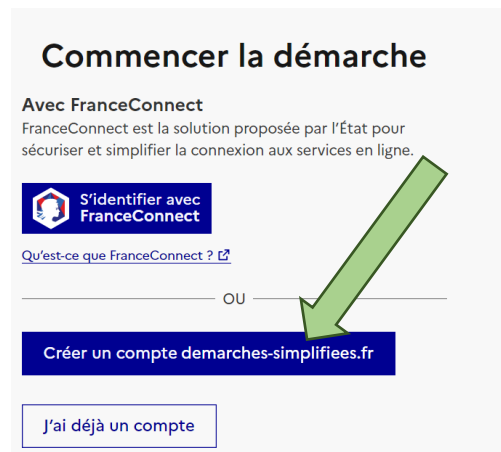 Commencer la démarche
Avec FranceConnect
FranceConnect est la solution proposée par l'État pour
sécuriser et simplifier la connexion aux services en ligne.
S'identifier avec
FranceConnect
Qu'est-ce que FranceConnect ?
OU
Créer un compte demarches-simplifiees.fr
J'ai déjà un compte